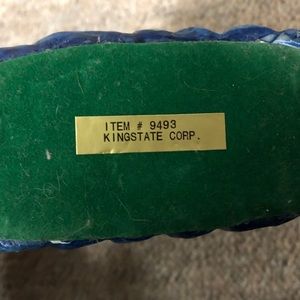 ITEM # 9493
KINGSTATE CORP.